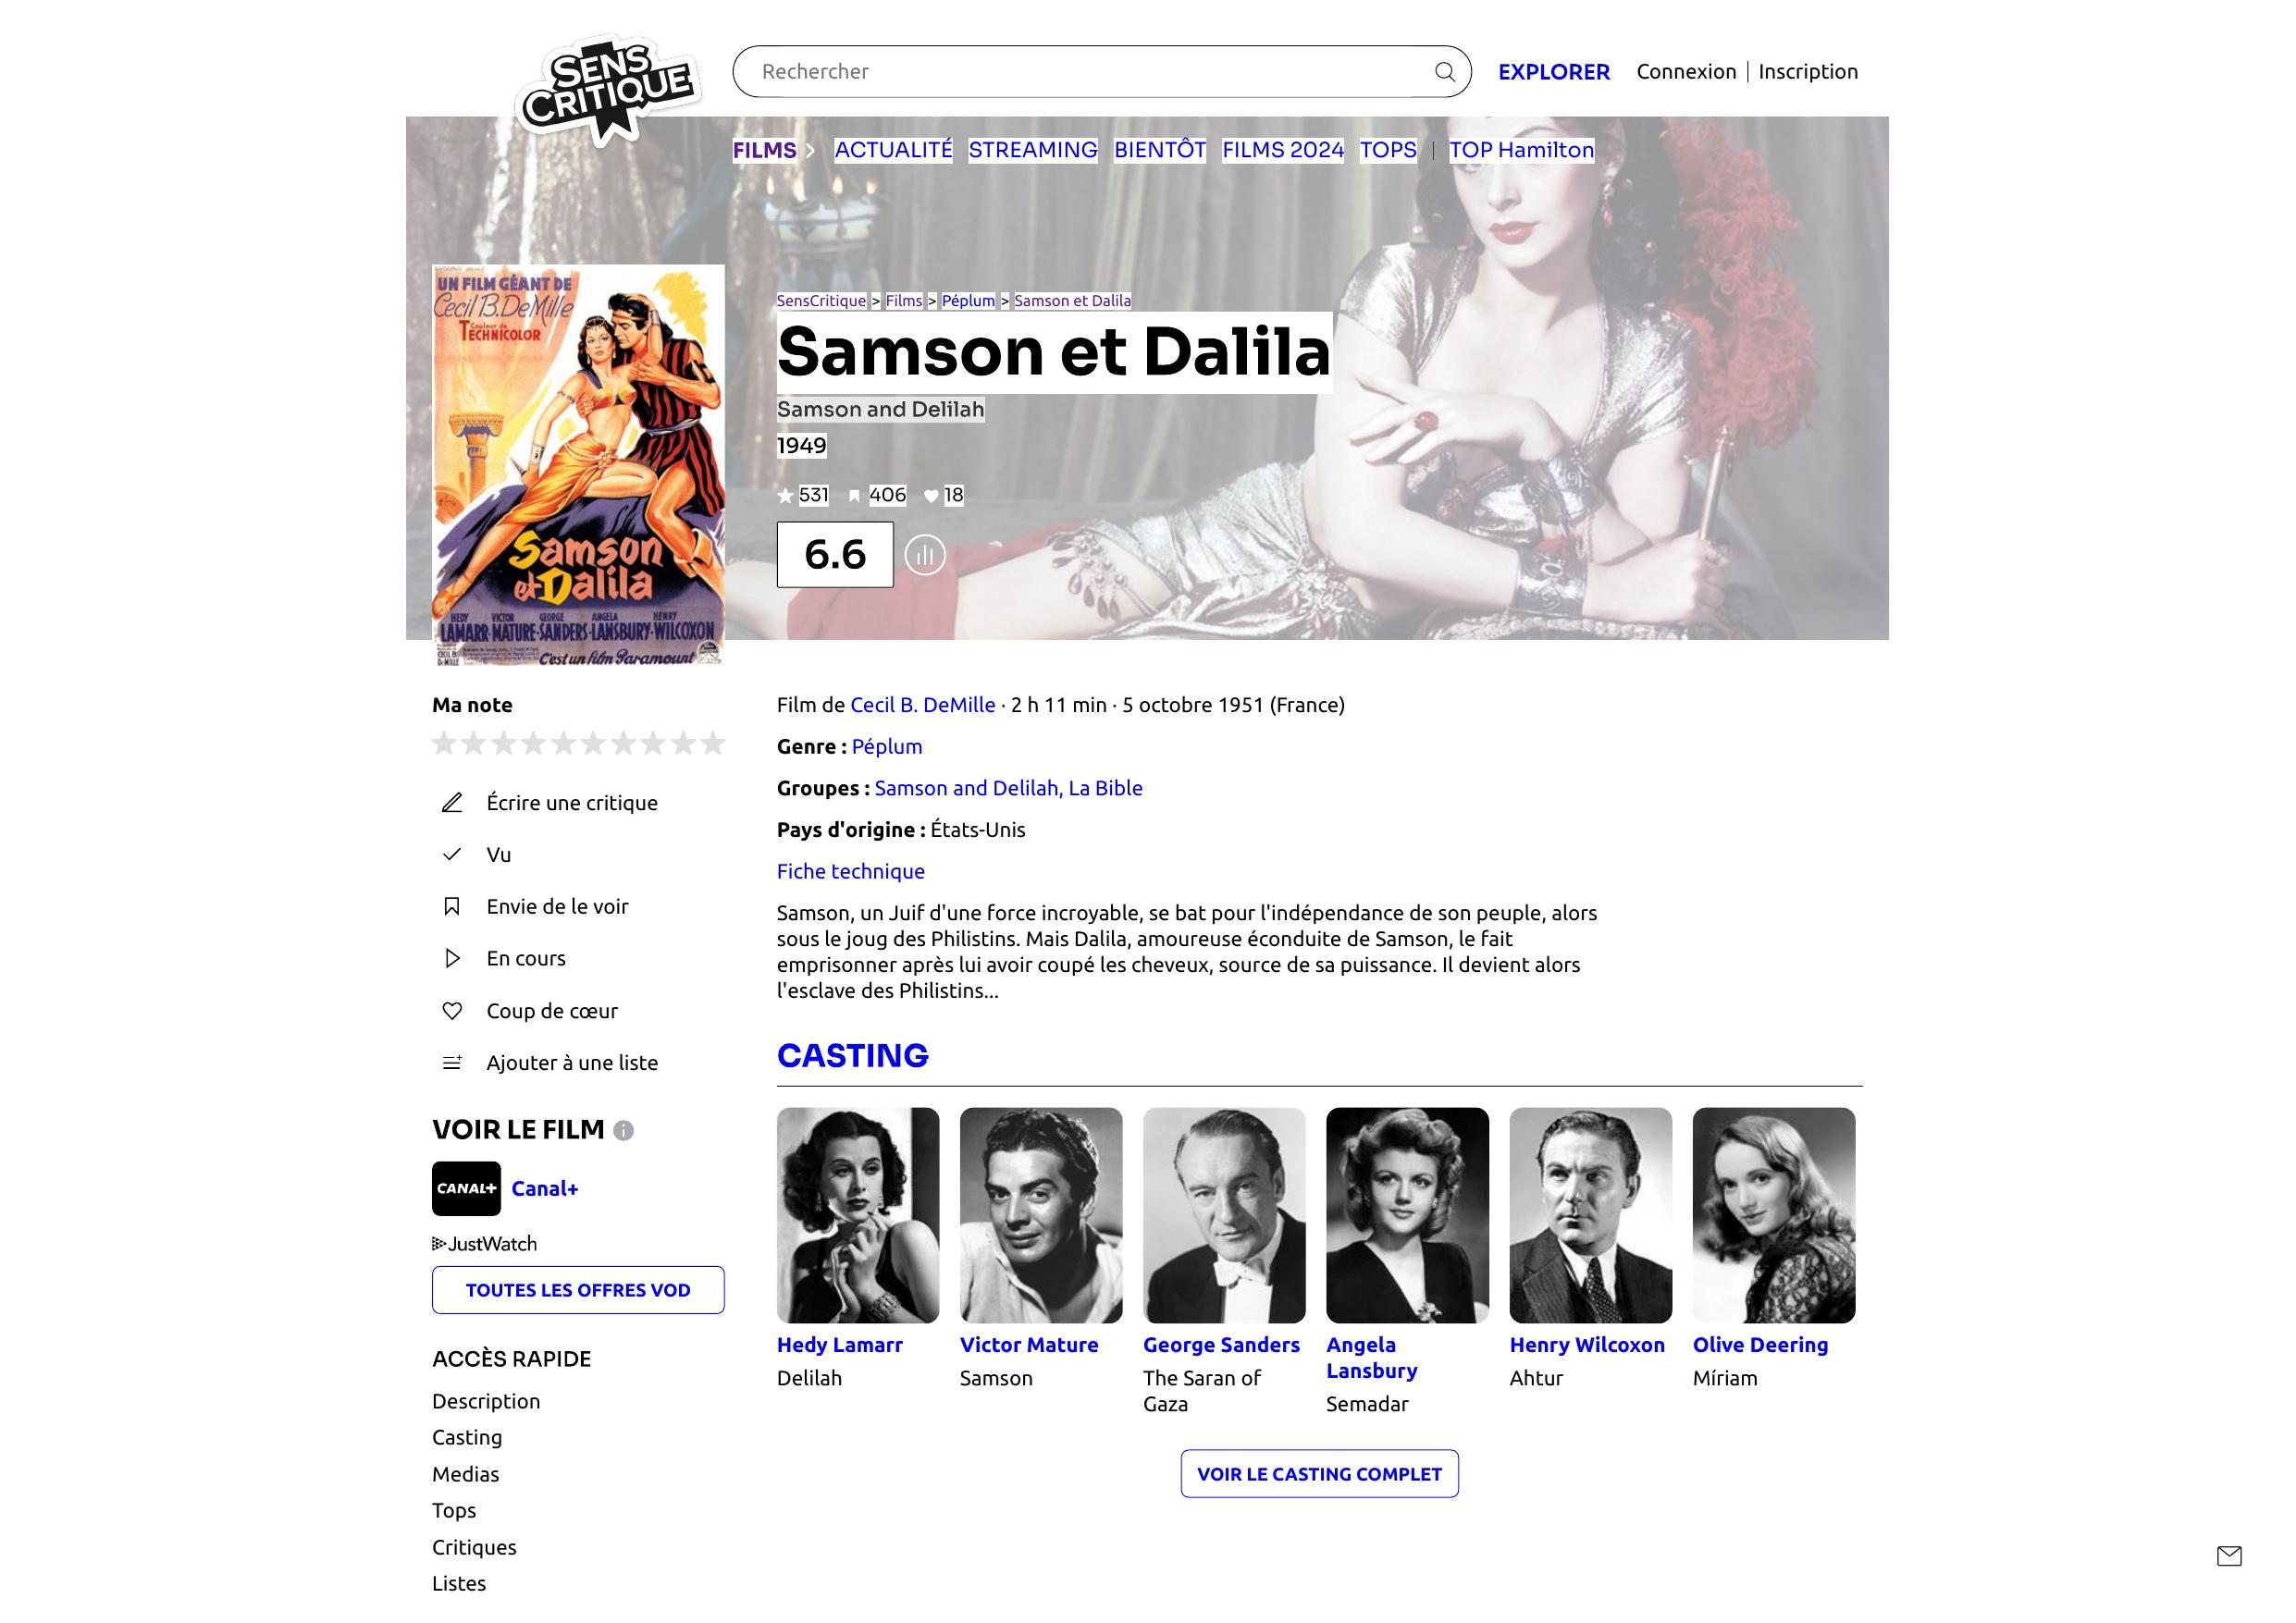 SENS
CRITIQUE
Rechercher
EXPLORER
Connexion | Inscription
FILMS
ACTUALITÉ STREAMING BIENTÔT FILMS 2024 TOPS | TOP Hamilton
UN FILM GÉANT DE
Cecil B. DeMille
Couleur de
TECHNICOLOR
Samson
et Dalila
HEDY VICTOR GEORGE ANGELA HENRY
LAMARR-MATURE-SANDERS-LANSBURY-WILCOXON
C'est un film Paramount
SensCritique > Films > Péplum > Samson et Dalila
Samson et Dalila
Samson and Delilah
1949
531 406 18
6.6
Ma note
Écrire une critique
Vu
Envie de le voir
En cours
Coup de cœur
Ajouter à une liste
VOIR LE FILM
CANAL+ Canal+
JustWatch
TOUTES LES OFFRES VOD
ACCÈS RAPIDE
Description
Casting
Medias
Tops
Critiques
Listes
Film de Cecil B. DeMille · 2 h 11 min · 5 octobre 1951 (France)
Genre : Péplum
Groupes : Samson and Delilah, La Bible
Pays d'origine : États-Unis
Fiche technique
Samson, un Juif d'une force incroyable, se bat pour l'indépendance de son peuple, alors
sous le joug des Philistins. Mais Dalila, amoureuse éconduite de Samson, le fait
emprisonner après lui avoir coupé les cheveux, source de sa puissance. Il devient alors
l'esclave des Philistins...
CASTING
Hedy Lamarr
Delilah
Victor Mature
Samson
George Sanders
The Saran of
Gaza
Angela
Lansbury
Semadar
Henry Wilcoxon
Ahtur
Olive Deering
Míriam
VOIR LE CASTING COMPLET